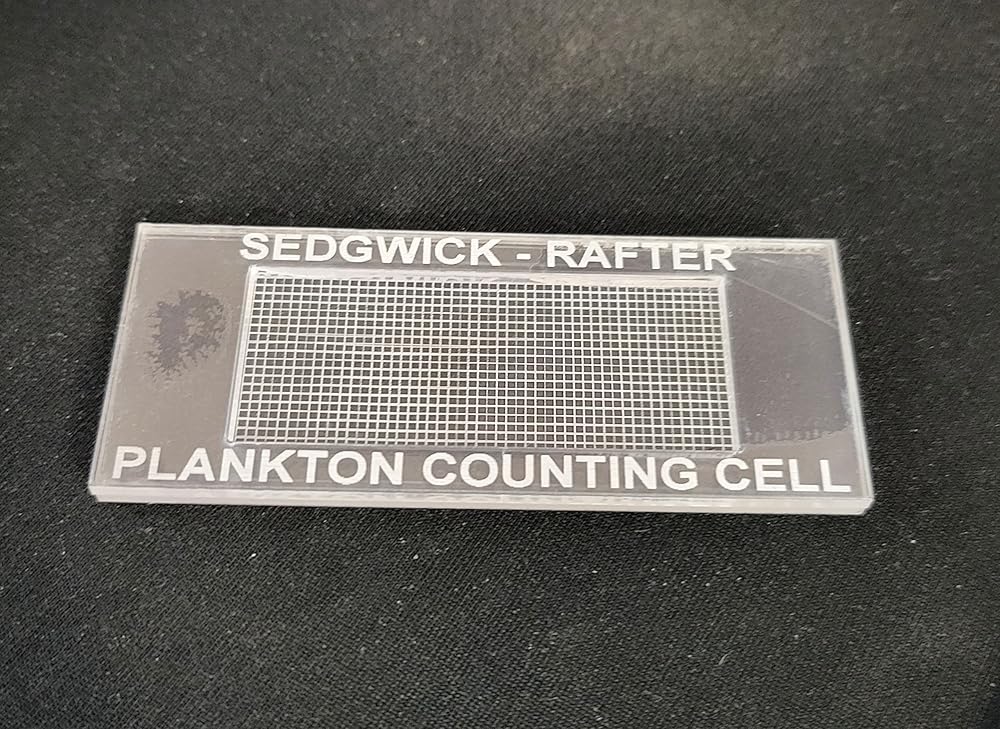 SEDGWICK - RAFTER
PLANKTON COUNTING CELL